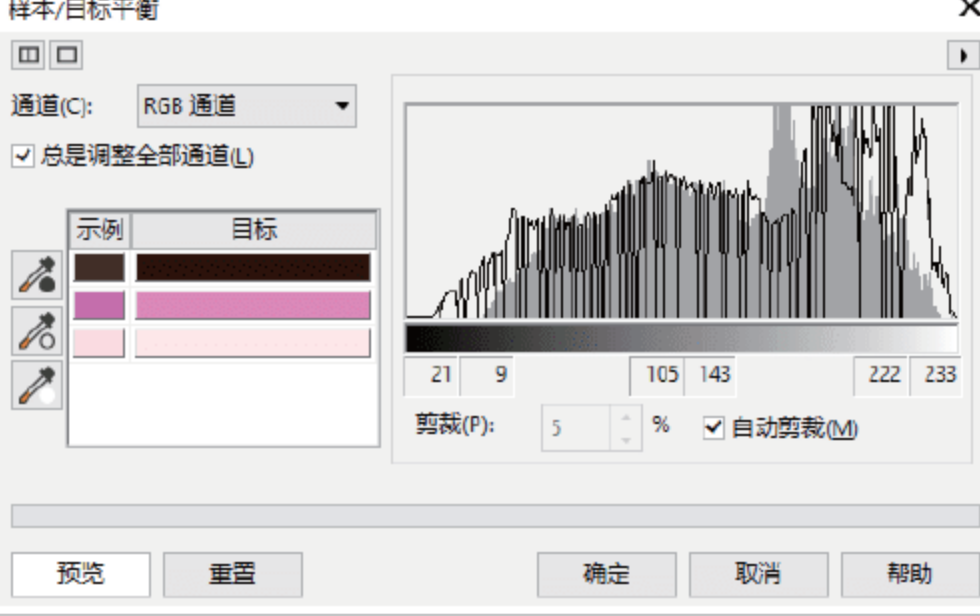 样本/目标平衡
通道(C): RGB 通道
总是调整全部通道(L)
示例 目标
21 9 105 143 222 233
剪裁(P): 5 % 自动剪裁(M)
预览 重置 确定 取消 帮助